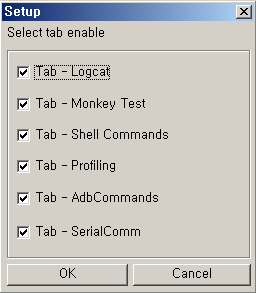 Setup
Select tab enable
Tab - Logcat
Tab - Monkey Test
Tab - Shell Commands
Tab - Profiling
Tab - AdbCommands
Tab - SerialComm
OK
Cancel